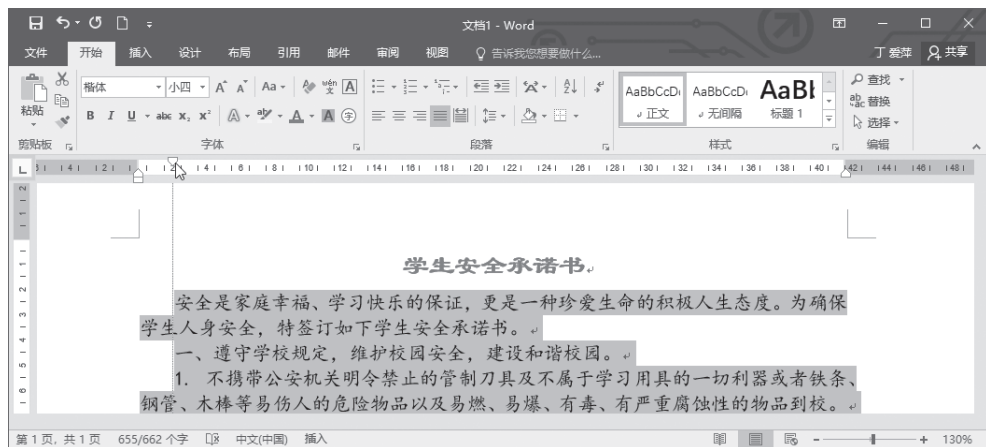 文档1 - Word
文件 开始 插入 设计 布局 引用 邮件 审阅 视图 告诉我您想要做什么... 丁爱萍 共享
楷体 小四 A A Aa wén 文 A AaBbCcD AaBbCcD AaBb 查找
粘贴 B I U abc X₂ X² A ab A A 字 正文 无间隔 标题 1 替换
选择
剪贴板 字体 段落 样式 编辑
学生安全承诺书
安全是家庭幸福、学习快乐的保证，更是一种珍爱生命的积极人生态度。为确保
学生人身安全，特签订如下学生安全承诺书。
一、遵守学校规定，维护校园安全，建设和谐校园。
1. 不携带公安机关明令禁止的管制刀具及不属于学习用具的一切利器或者铁条、
钢管、木棒等易伤人的危险物品以及易燃、易爆、有毒、有严重腐蚀性的物品到校。
第 1 页，共 1 页 655/662 个字 中文(中国) 插入 130%